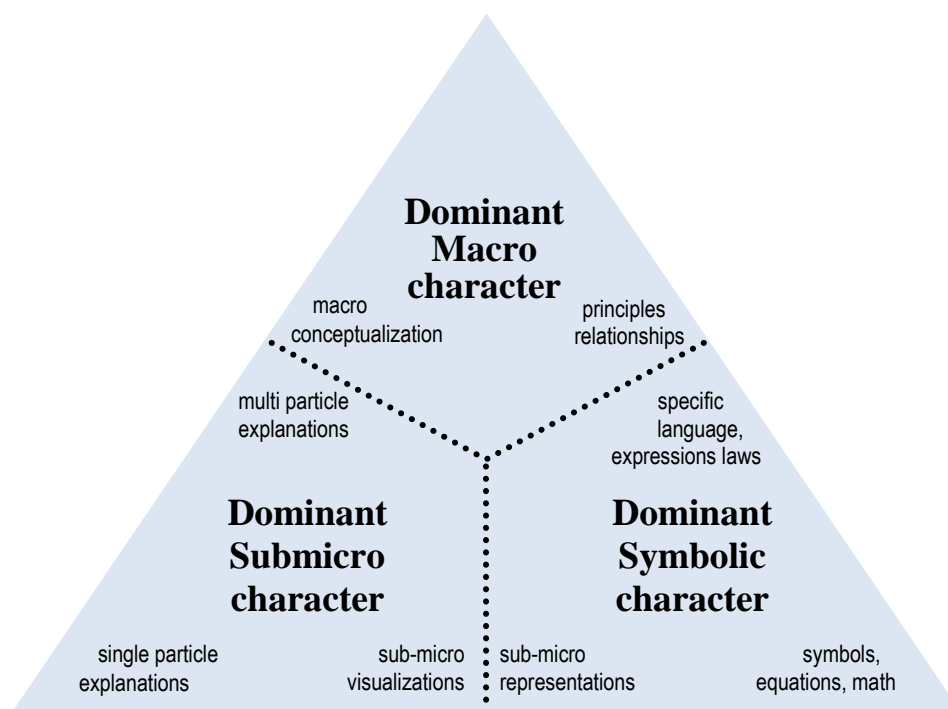 Dominant
Macro
character
macro
conceptualization
principles
relationships
multi particle
explanations
specific
language,
expressions laws
Dominant
Submicro
character
Dominant
Symbolic
character
single particle
explanations
sub-micro
visualizations
sub-micro
representations
symbols,
equations, math